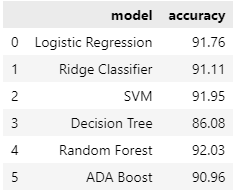 model accuracy
0 Logistic Regression 91.76
1 Ridge Classifier 91.11
2 SVM 91.95
3 Decision Tree 86.08
4 Random Forest 92.03
5 ADA Boost 90.96